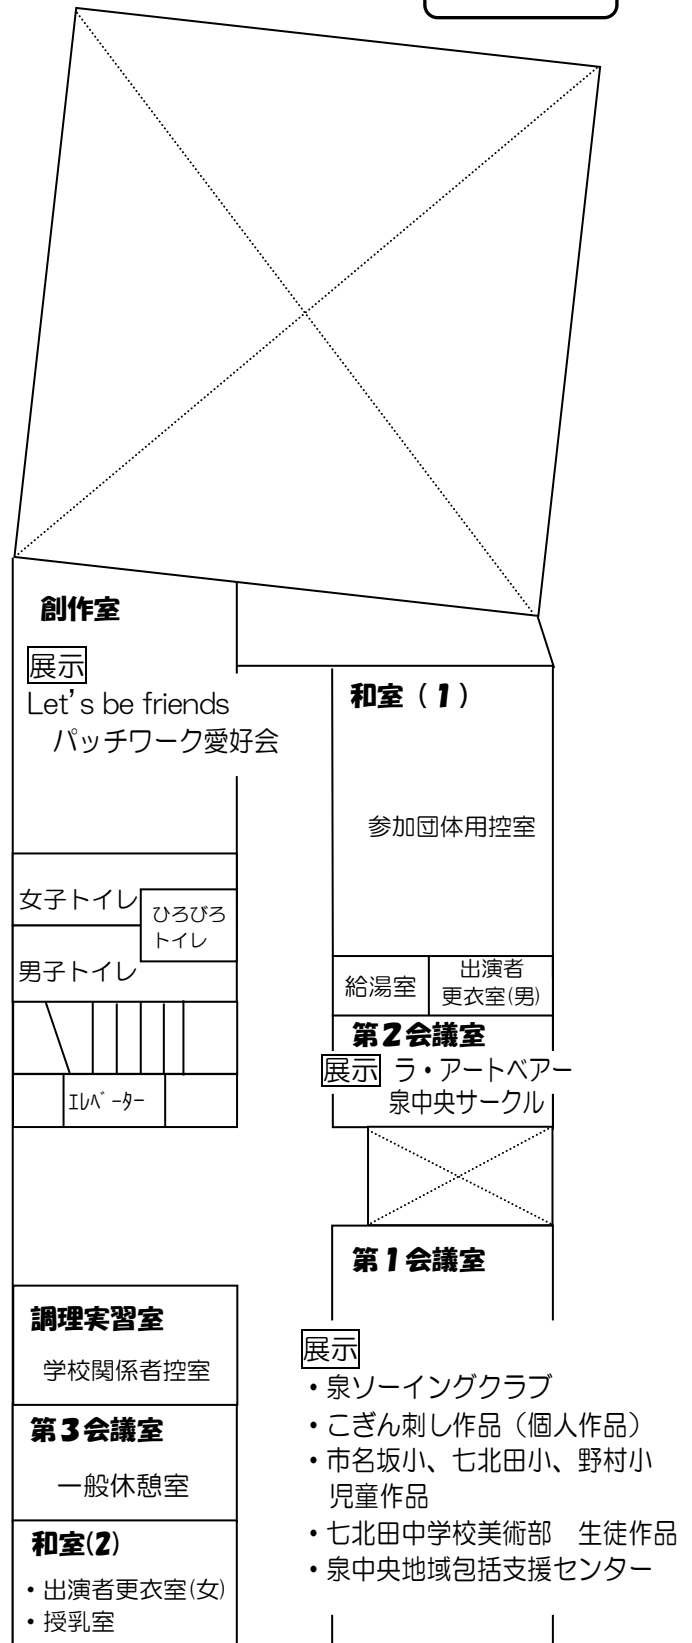 創作室
展示
Let's be friends
パッチワーク愛好会
女子トイレ
ひろびろ
トイレ
男子トイレ
エレベーター
和室（1）
参加団体用控室
給湯室
出演者
更衣室(男)
第2会議室
展示 ラ・アートベアー
泉中央サークル
第1会議室
展示
・泉ソーイングクラブ
・こぎん刺し作品（個人作品）
・市名坂小、七北田小、野村小
児童作品
・七北田中学校美術部　生徒作品
・泉中央地域包括支援センター
調理実習室
学校関係者控室
第3会議室
一般休憩室
和室(2)
・出演者更衣室(女)
・授乳室